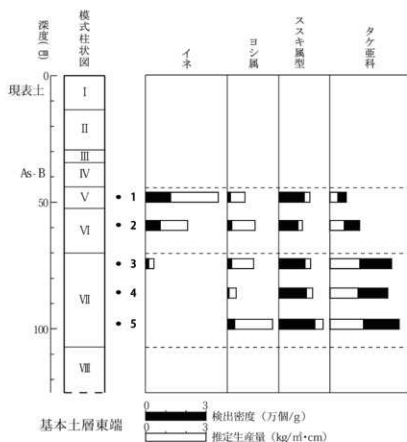 深度(㎝)
模式柱状図
イネ
ヨシ属
ススキ属型
タケ亜科
0
現表土
Ⅰ
Ⅱ
Ⅲ
As-B
Ⅳ
Ⅴ
1
50
Ⅵ
2
3
Ⅶ
4
5
100
Ⅷ
基本土層東端
0 3
検出密度(万個/g)
推定生産量(kg/㎡·cm)
0 3